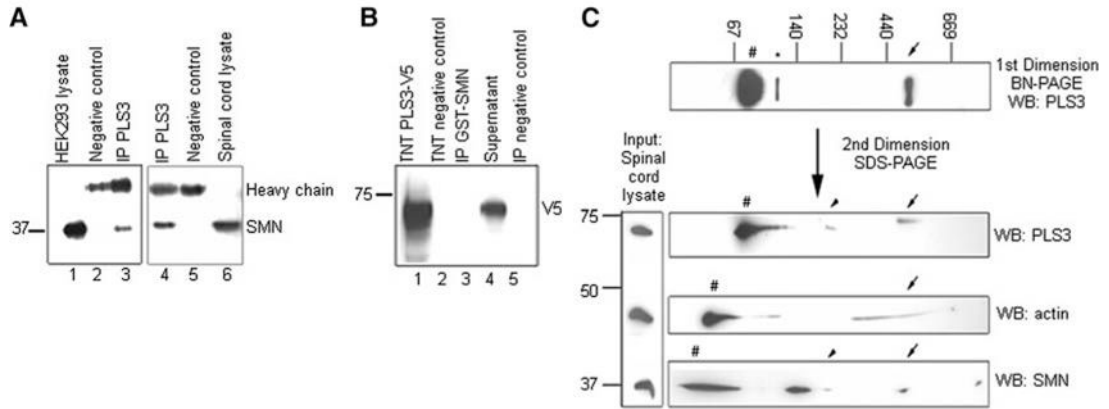 A
HEK293 lysate
Negative control
IP PLS3
IP PLS3
Negative control
Spinal cord lysate
Heavy chain
37
SMN
1 2 3 4 5 6
B
TNT PLS3-V5
TNT negative control
IP GST-SMN
Supernatant
IP negative control
75
V5
1 2 3 4 5
C
67 140 232 440 669
# *
1st Dimension
BN-PAGE
WB: PLS3
2nd Dimension
SDS-PAGE
Input:
Spinal
cord
lysate
#
75
WB: PLS3
50
#
WB: actin
#
37
WB: SMN